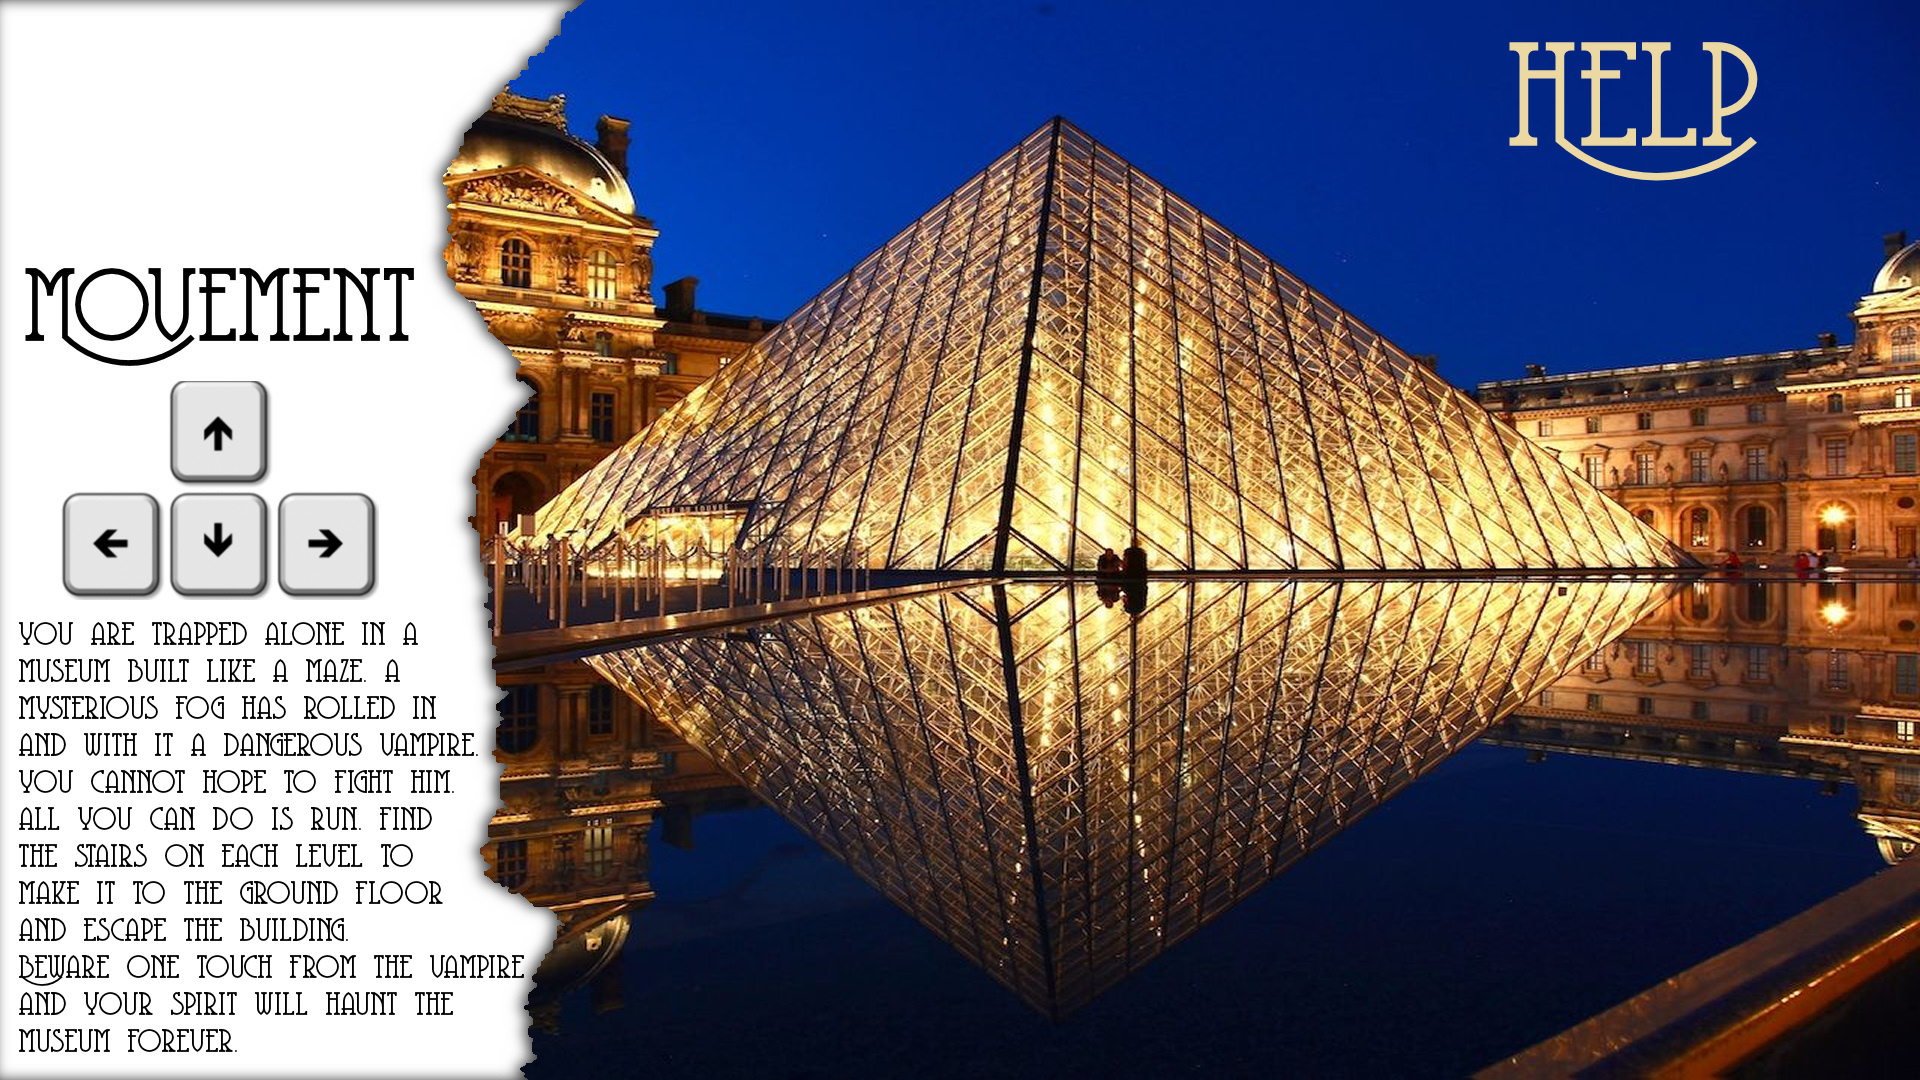 HELP
MOVEMENT
YOU ARE TRAPPED ALONE IN A
MUSEUM BUILT LIKE A MAZE. A
MYSTERIOUS FOG HAS ROLLED IN
AND WITH IT A DANGEROUS VAMPIRE.
YOU CANNOT HOPE TO FIGHT HIM.
ALL YOU CAN DO IS RUN. FIND
THE STAIRS ON EACH LEVEL TO
MAKE IT TO THE GROUND FLOOR
AND ESCAPE THE BUILDING.
BEWARE ONE TOUCH FROM THE VAMPIRE
AND YOUR SPIRIT WILL HAUNT THE
MUSEUM FOREVER.